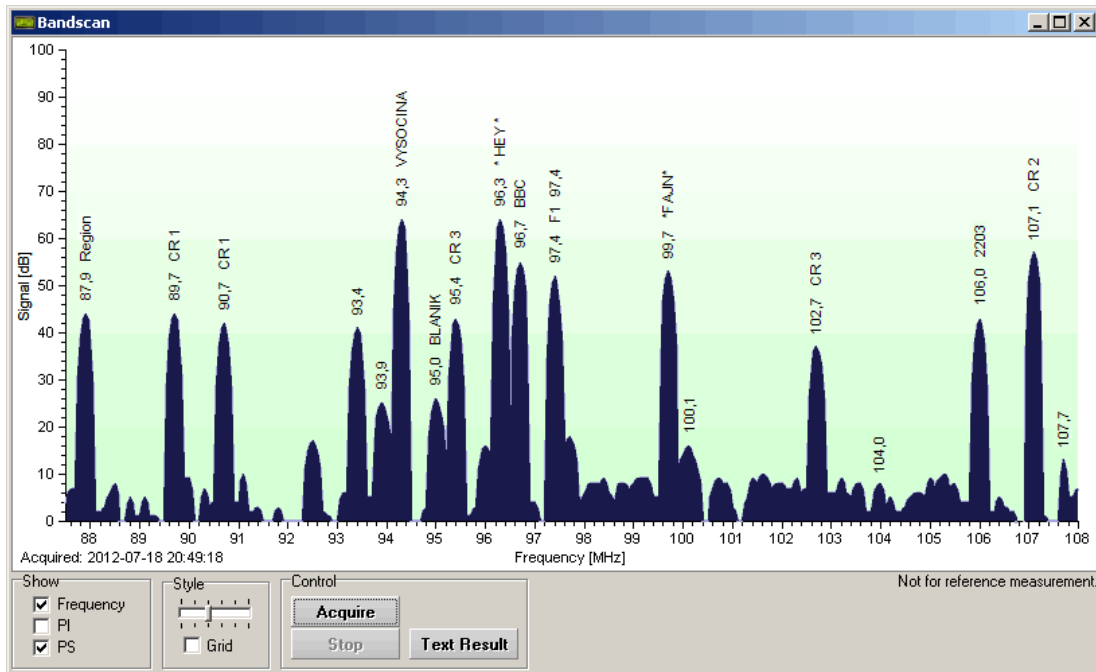 Bandscan
Signal [dB]
100
90
80
70
60
50
40
30
20
10
0
87,9 Region
89,7 CR 1
90,7 CR 1
93,4
93,9
94,3 VYSOCINA
95,0 BLANIK
95,4 CR 3
96,3 * HEY *
96,7 BBC
97,4 F1 97,4
99,7 *FAJN*
100,1
102,7 CR 3
104,0
106,0 2203
107,1 CR 2
107,7
88 89 90 91 92 93 94 95 96 97 98 99 100 101 102 103 104 105 106 107 108
Acquired: 2012-07-18 20:49:18
Frequency [MHz]
Show
Frequency
PI
PS
Style
Grid
Control
Acquire
Stop
Text Result
Not for reference measurement.